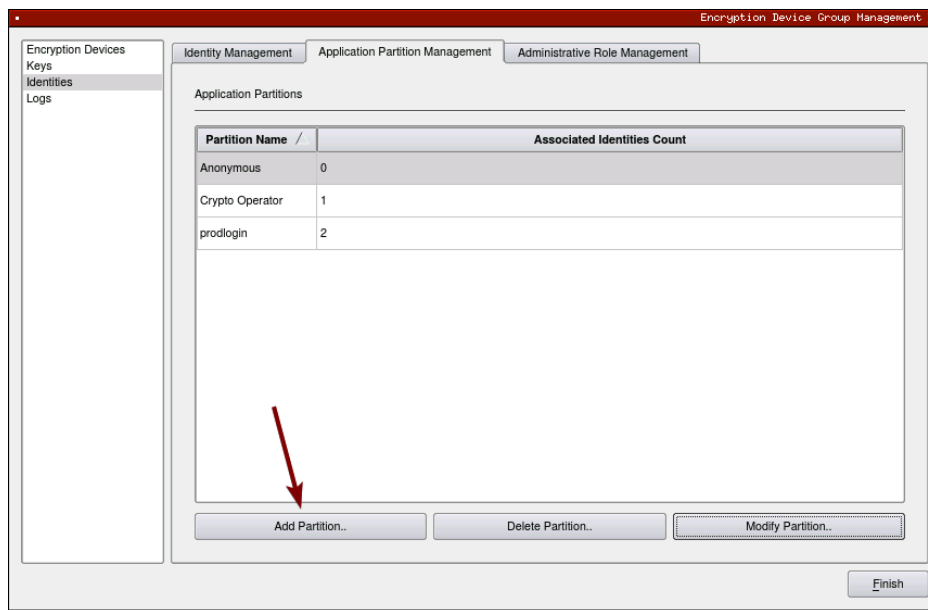 Encryption Device Group Management
Encryption Devices
Keys
Identities
Logs
Identity Management
Application Partition Management
Administrative Role Management
Application Partitions
Partition Name
Associated Identities Count
Anonymous 0
Crypto Operator 1
prodlogin 2
Add Partition..
Delete Partition..
Modify Partition..
Finish